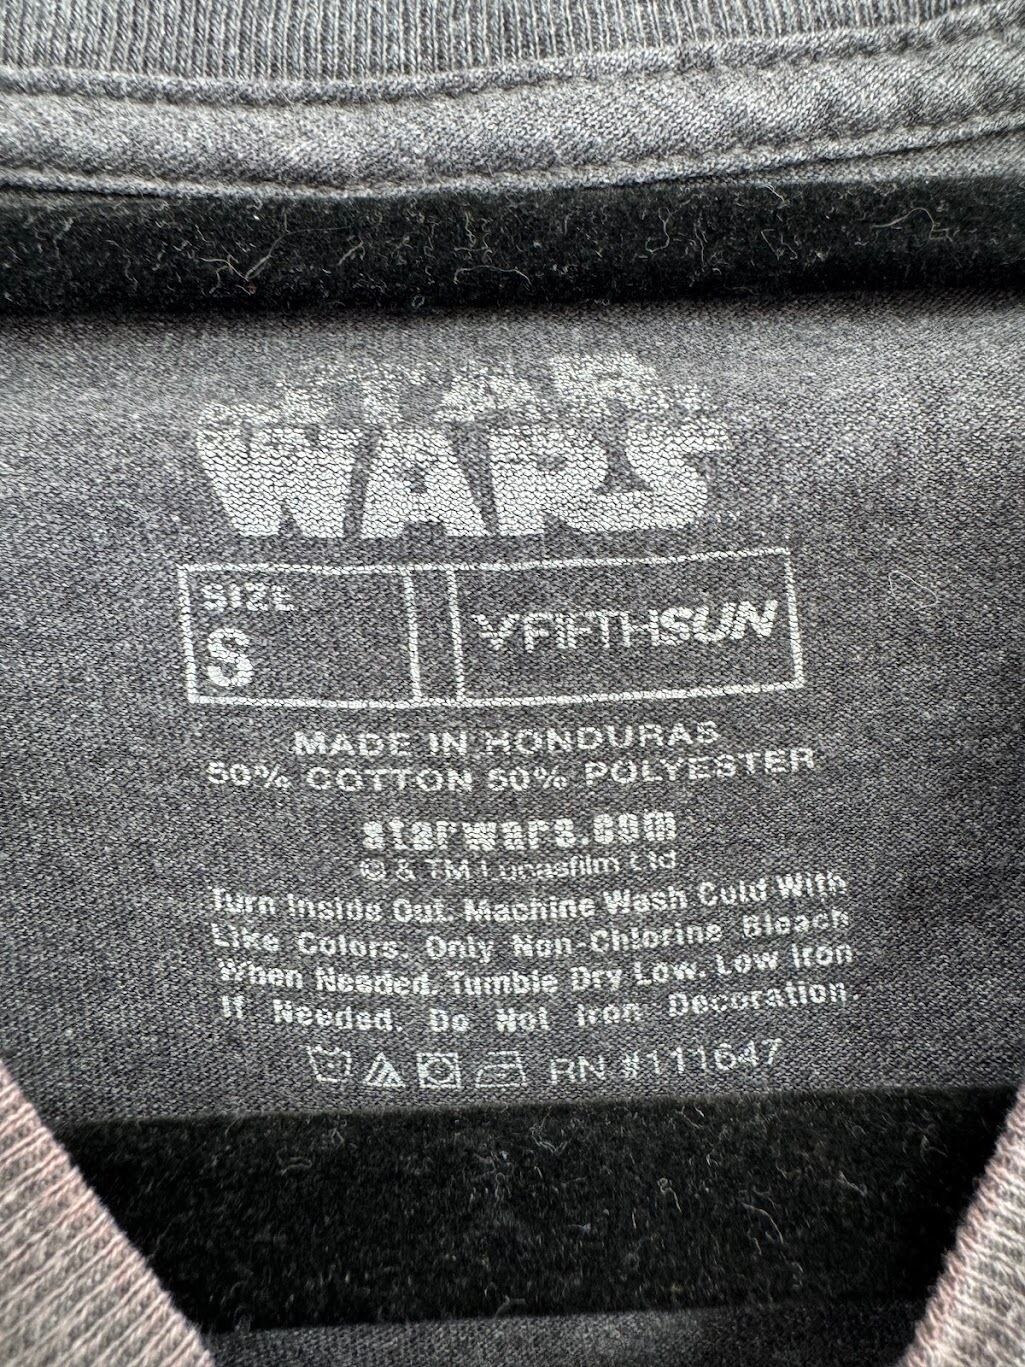 STAR
WARS
SIZE
S
FIFTHSUN
MADE IN HONDURAS
50% COTTON 50% POLYESTER
starwars.com
© & TM Lucasfilm Ltd
Turn Inside Out. Machine Wash Cold With
Like Colors. Only Non-Chlorine Bleach
When Needed. Tumble Dry Low. Low Iron
If Needed. Do Not Iron Decoration.
RN #111647